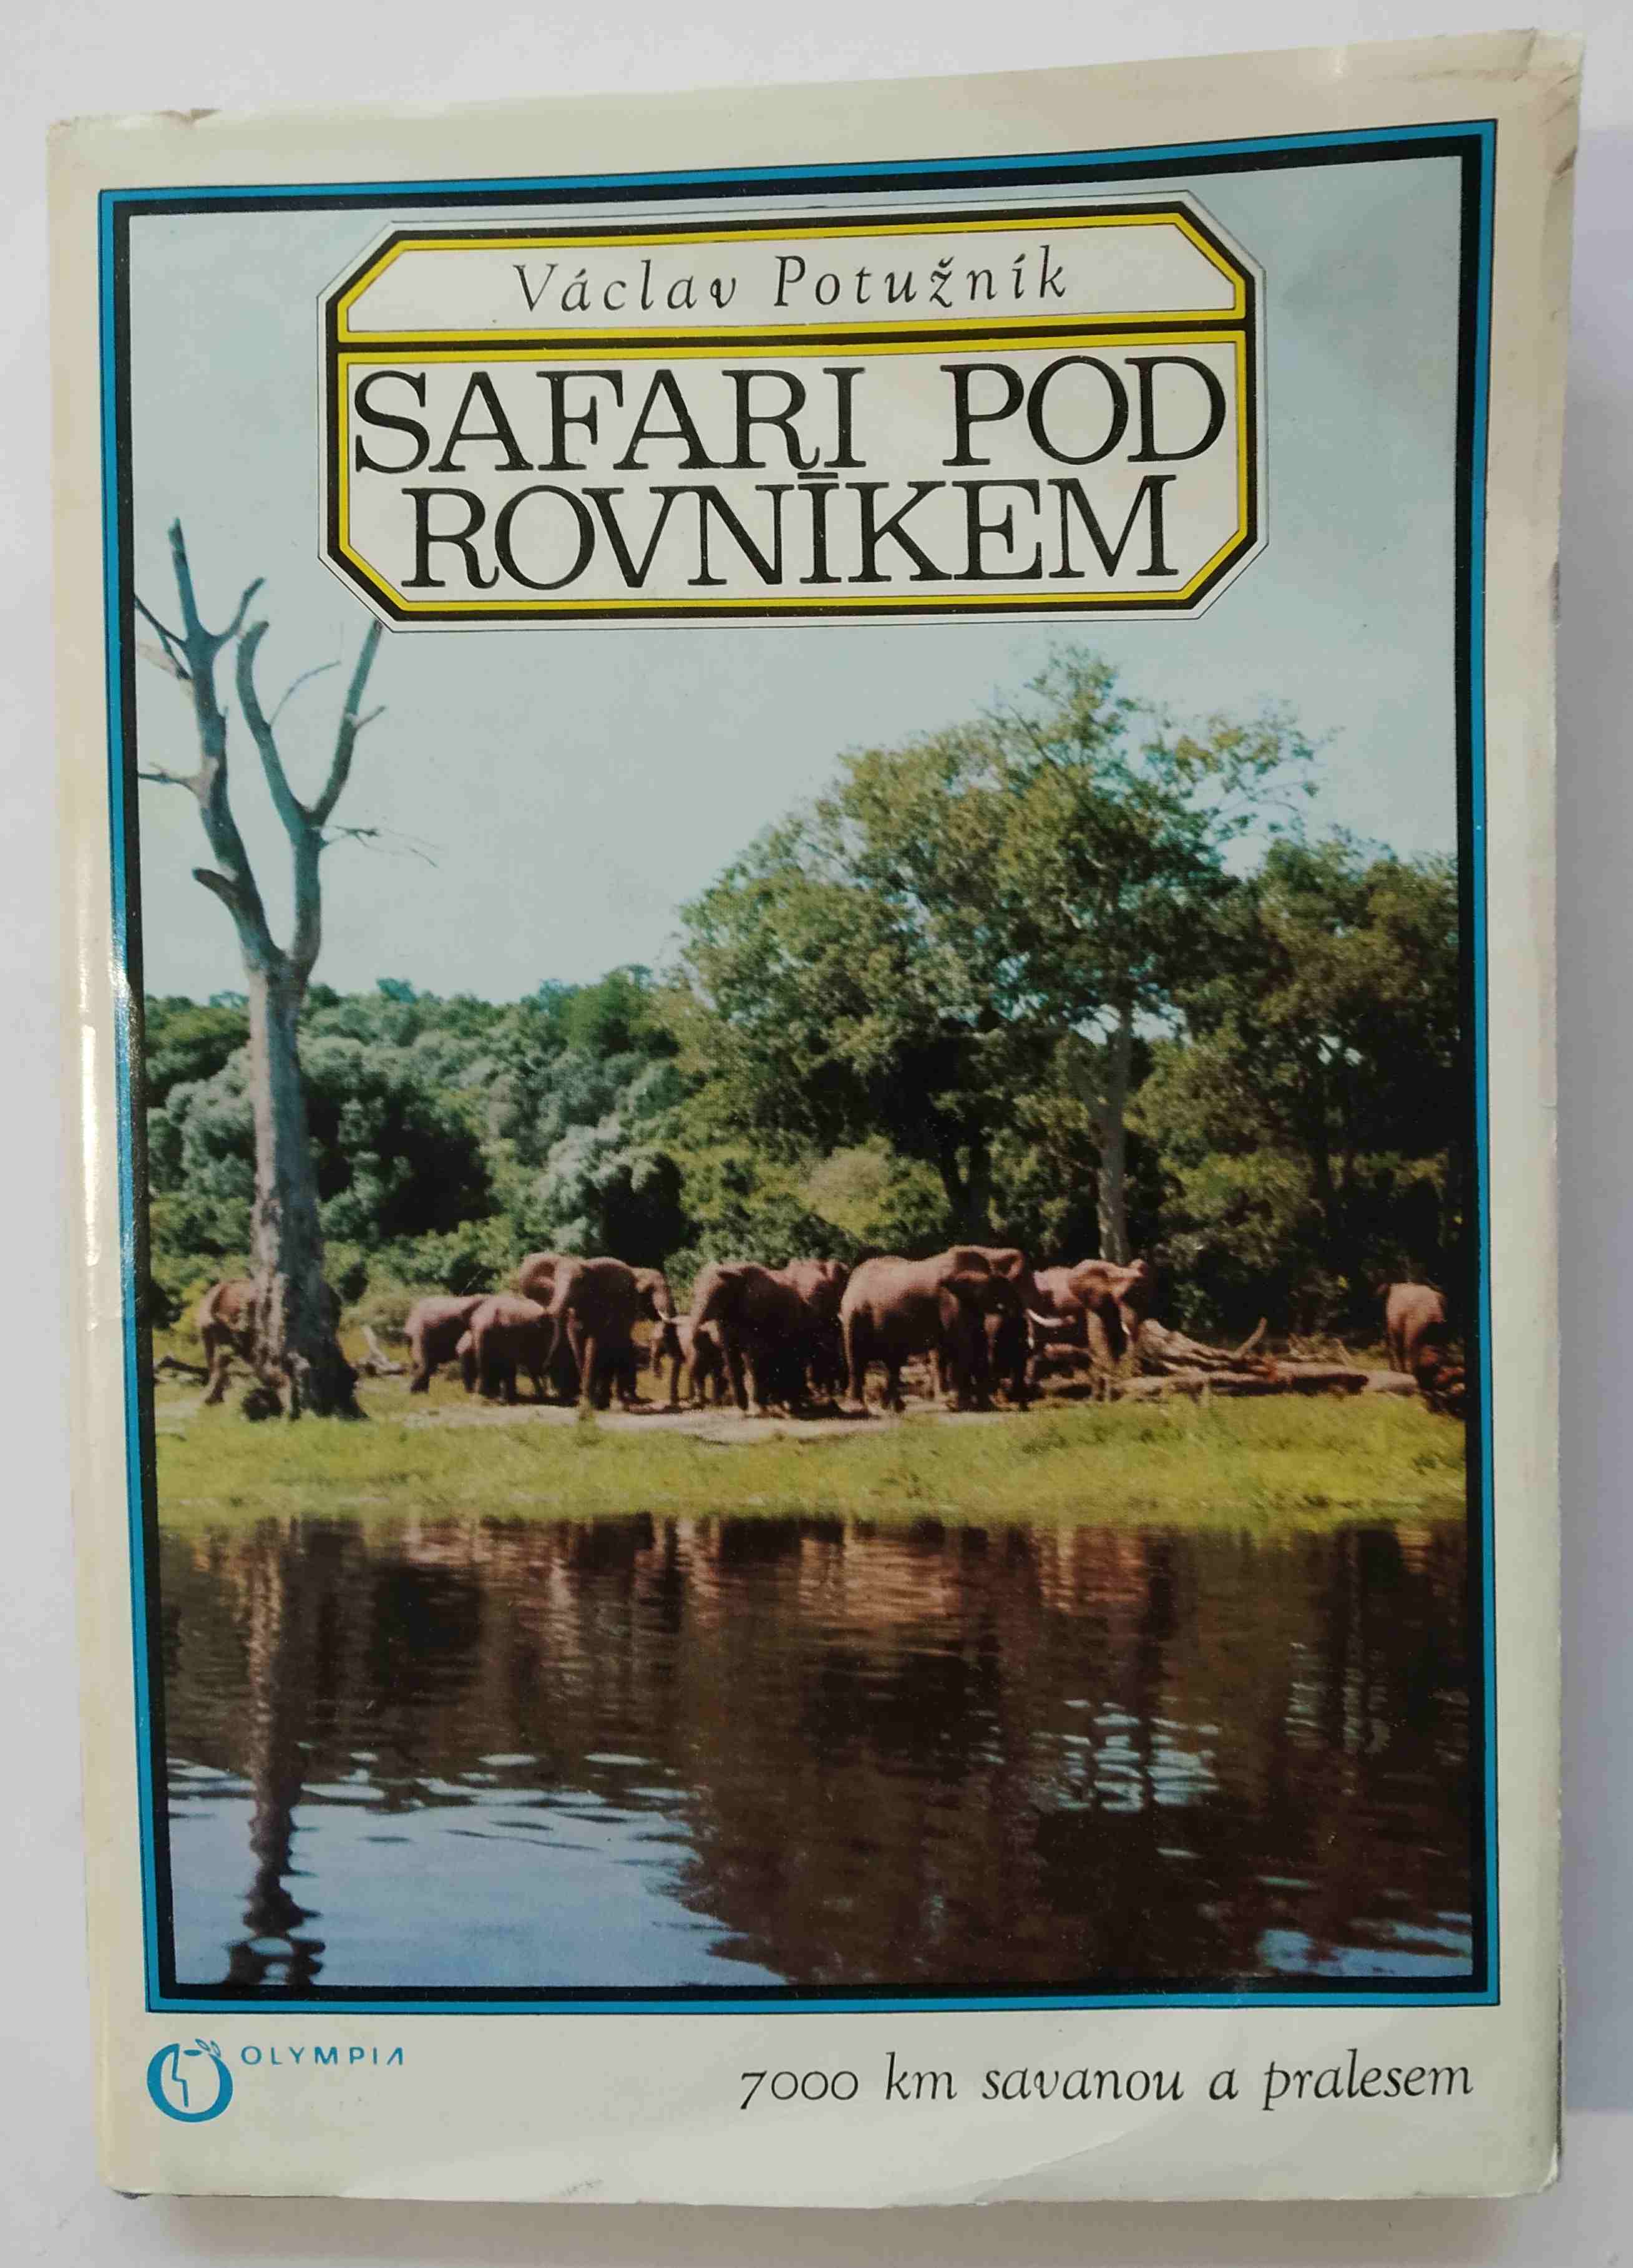 Václav Potužník
SAFARI POD
ROVNÍKEM
OLYMPIA
7000 km savanou a pralesem